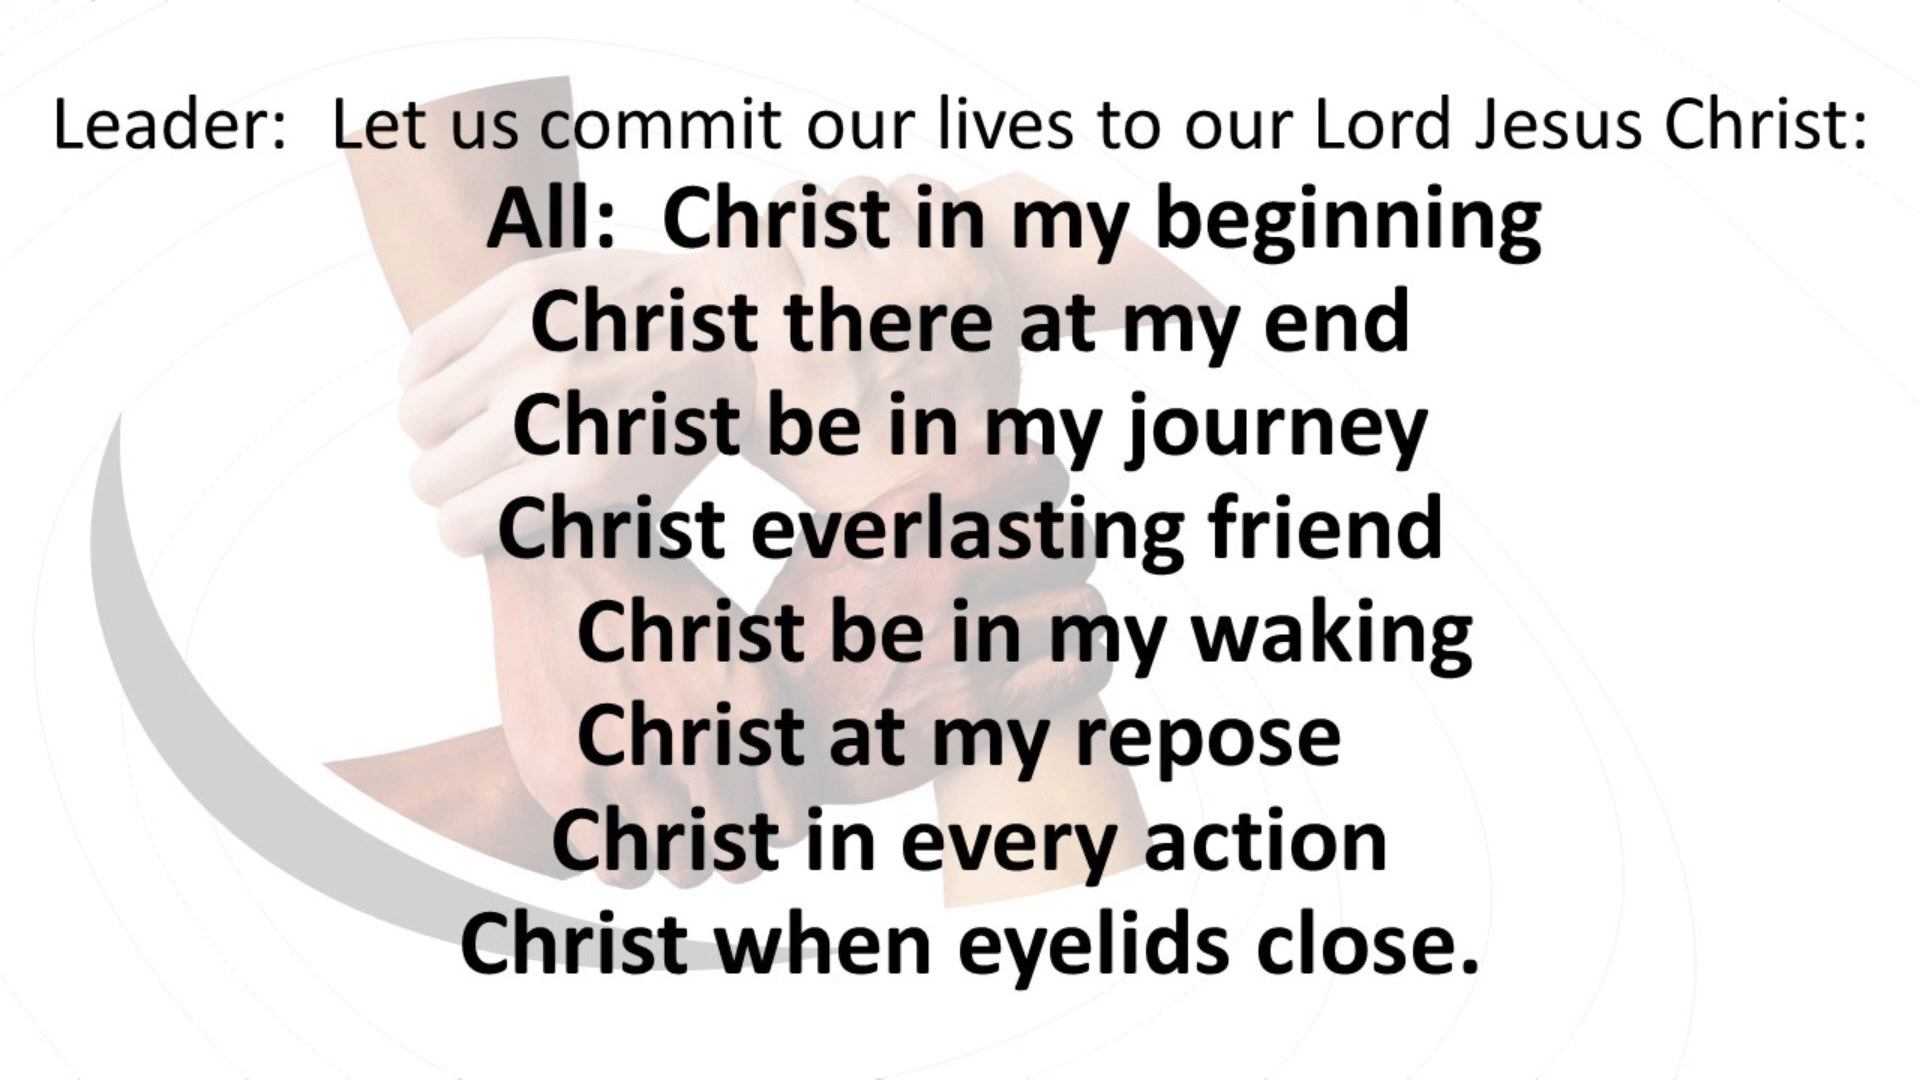 Leader: Let us commit our lives to our Lord Jesus Christ:
All: Christ in my beginning
Christ there at my end
Christ be in my journey
Christ everlasting friend
Christ be in my waking
Christ at my repose
Christ in every action
Christ when eyelids close.